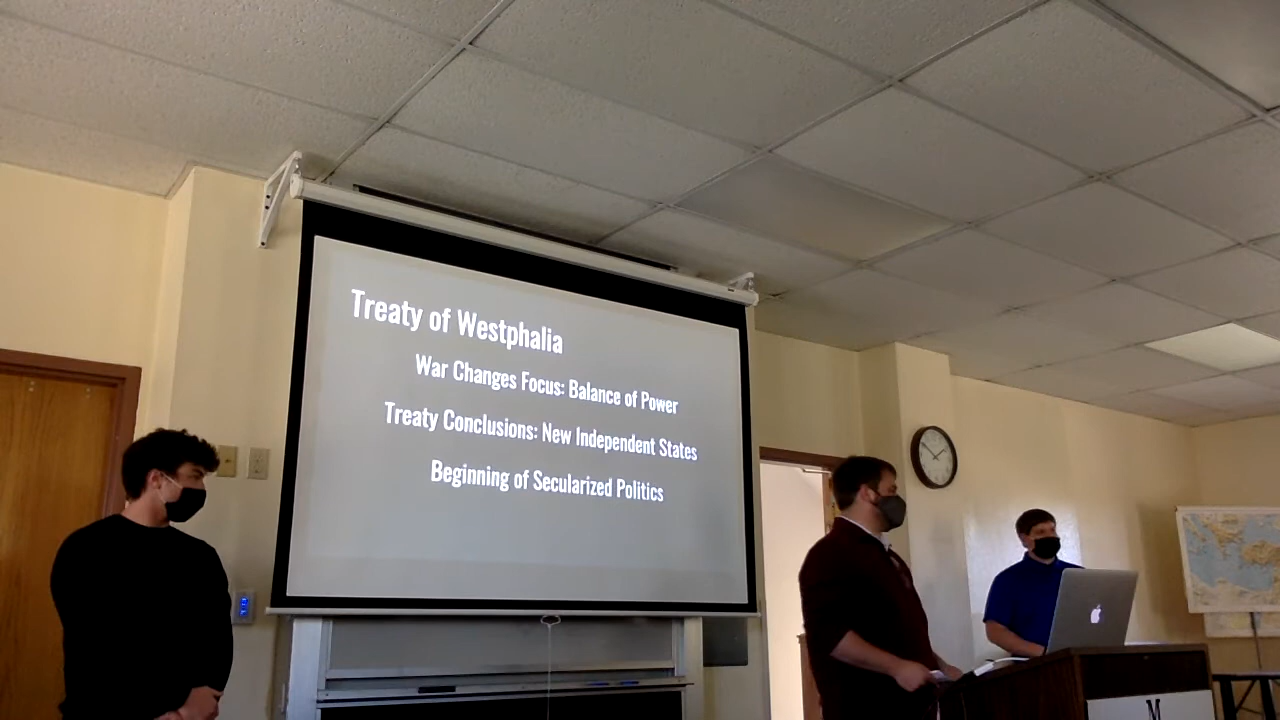 Treaty of Westphalia
War Changes Focus: Balance of Power
Treaty Conclusions: New Independent States
Beginning of Secularized Politics
M